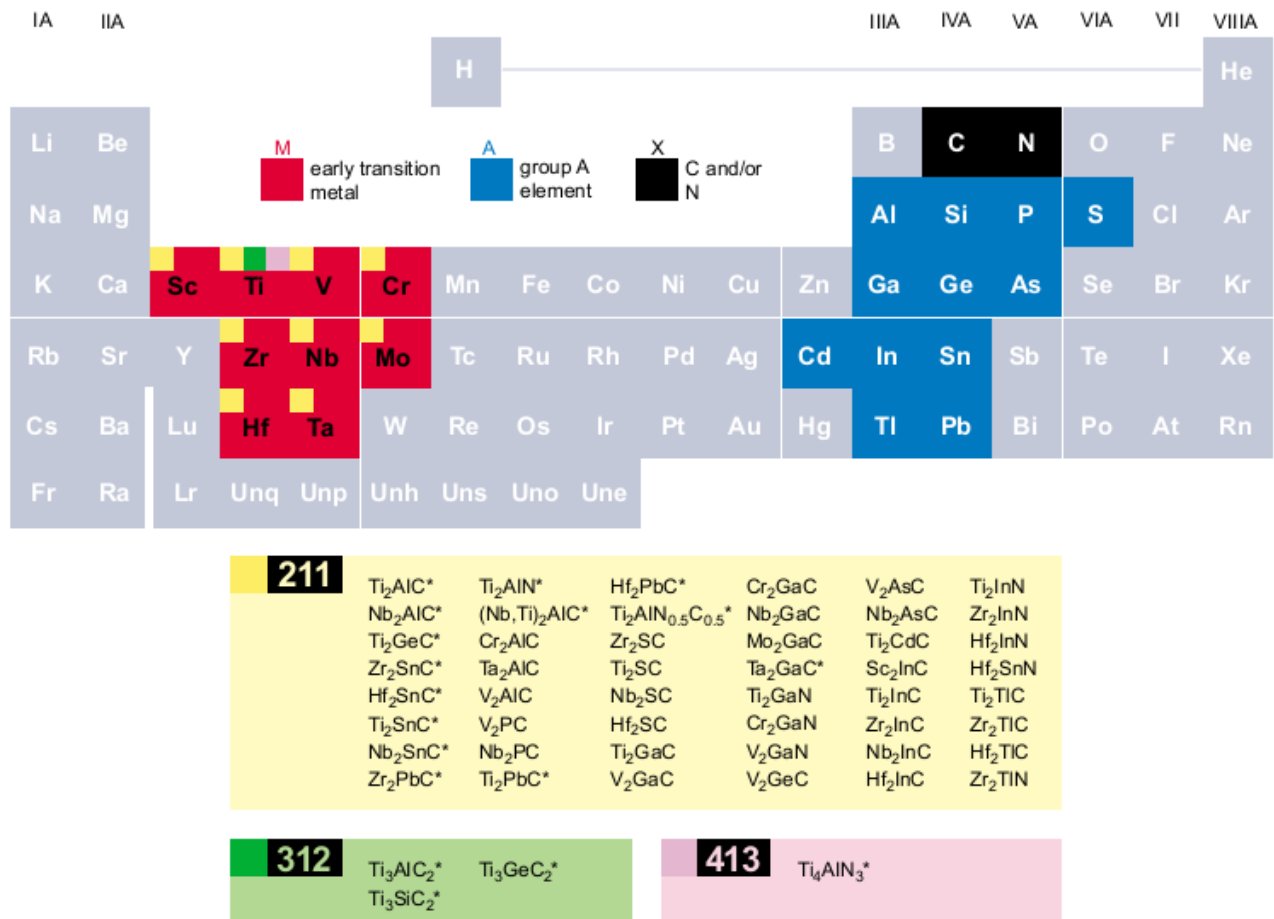 IA IIA IIIA IVA VA VIA VII VIIIA
H He
Li Be B C N O F Ne
M A X
early transition metal
group A element
C and/or N
Na Mg Al Si P S Cl Ar
K Ca Sc Ti V Cr Mn Fe Co Ni Cu Zn Ga Ge As Se Br Kr
Rb Sr Y Zr Nb Mo Tc Ru Rh Pd Ag Cd In Sn Sb Te I Xe
Cs Ba Lu Hf Ta W Re Os Ir Pt Au Hg Tl Pb Bi Po At Rn
Fr Ra Lr Unq Unp Unh Uns Uno Une
211
Ti₂AlC* Ti₂AlN* Hf₂PbC* Cr₂GaC V₂AsC Ti₂InN
Nb₂AlC* (Nb,Ti)₂AlC* Ti₂AlN₀.₅C₀.₅* Nb₂GaC Nb₂AsC Zr₂InN
Ti₂GeC* Cr₂AlC Zr₂SC Mo₂GaC Ti₂CdC Hf₂InN
Zr₂SnC* Ta₂AlC Ti₂SC Ta₂GaC* Sc₂InC Hf₂SnN
Hf₂SnC* V₂AlC Nb₂SC Ti₂GaN Ti₂InC Ti₂TlC
Ti₂SnC* V₂PC Hf₂SC Cr₂GaN Zr₂InC Zr₂TlC
Nb₂SnC* Nb₂PC Ti₂GaC V₂GaN Nb₂InC Hf₂TlC
Zr₂PbC* Ti₂PbC* V₂GaC V₂GeC Hf₂InC Zr₂TlN
312
Ti₃AlC₂* Ti₃GeC₂*
Ti₃SiC₂*
413
Ti₄AlN₃*